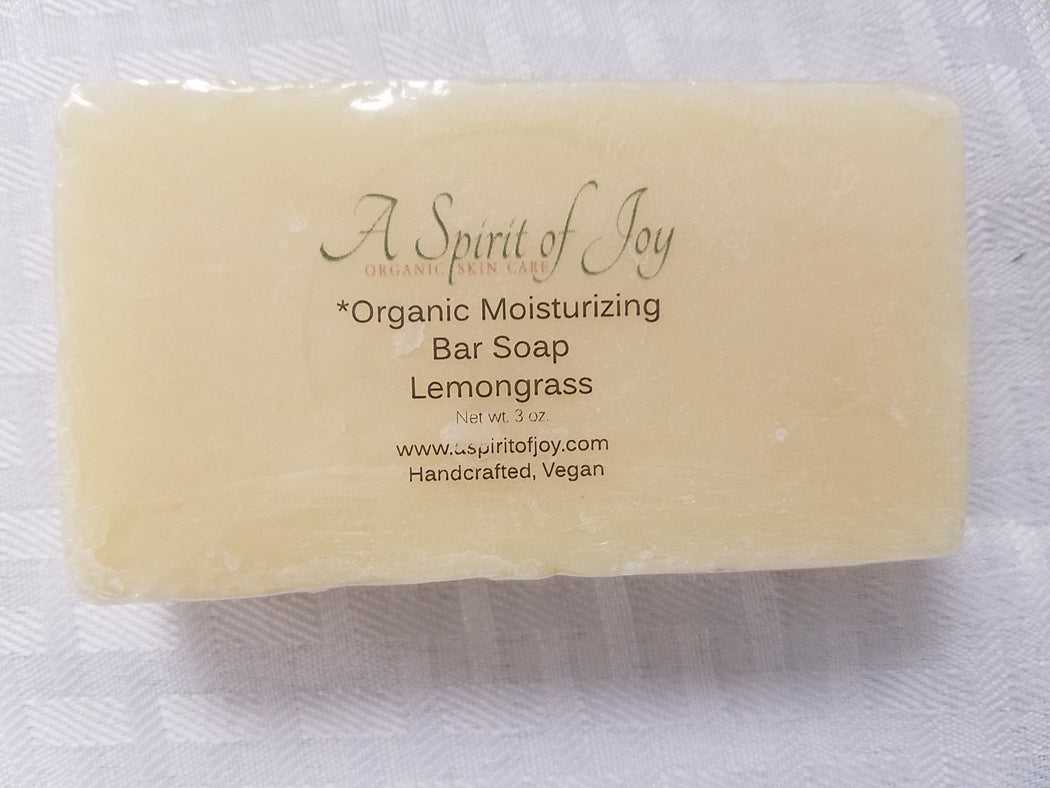 A Spirit of Joy
ORGANIC SKIN CARE
*Organic Moisturizing
Bar Soap
Lemongrass
Net wt. 3 oz.
www.aspiritofjoy.com
Handcrafted, Vegan